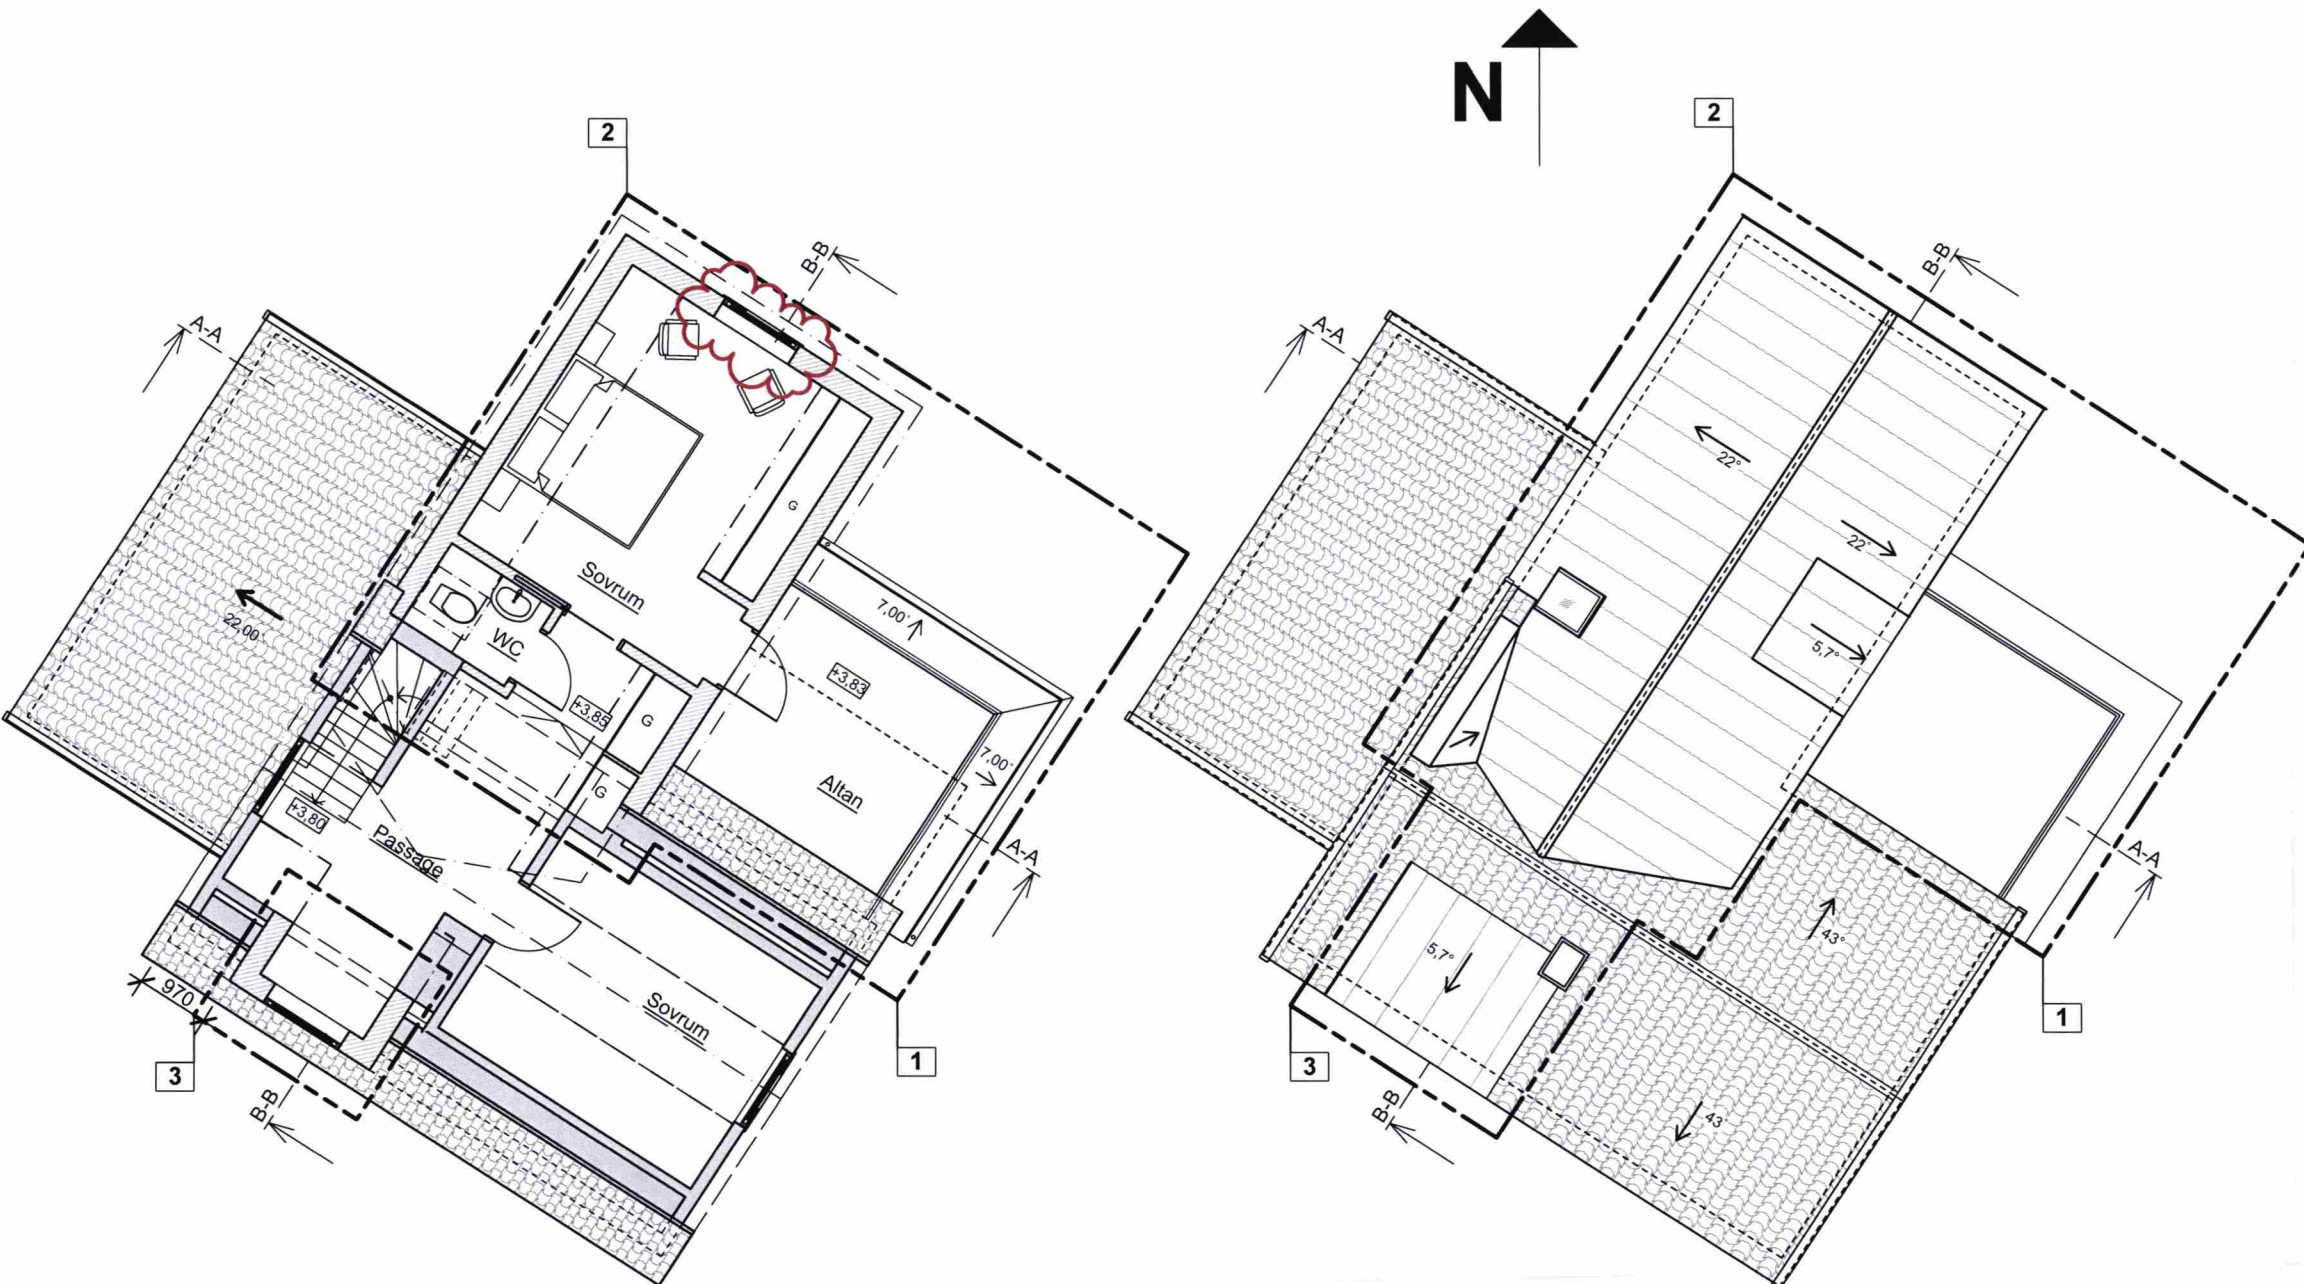 N
2
B-B
A-A
G
Sovrum
22,00°
WC
7,00°
+3,83
+3,85
G
7,00°
Altan
G
+3,80
Passage
A-A
970
Sovrum
3
1
B-B
2
B-B
A-A
22°
22°
5,7°
A-A
43°
5,7°
1
3
B-B
43°